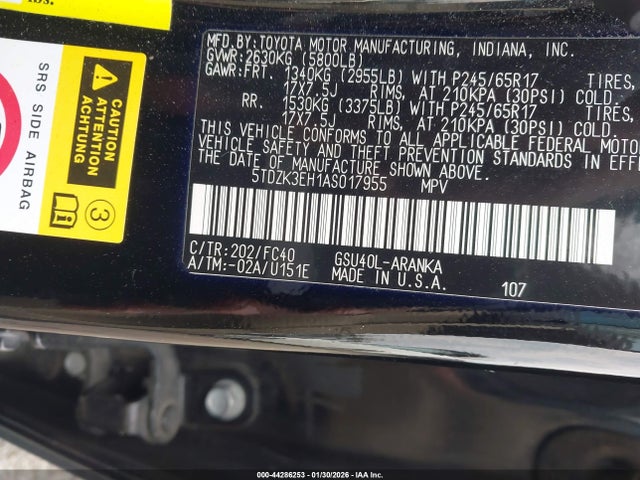 lbs.
SRS SIDE AIRBAG
CAUTION
ATTENTION
ACHTUNG
3
MFD.BY:TOYOTA MOTOR MANUFACTURING, INDIANA, INC.
GVWR:2630KG (5800LB)
GAWR:FRT. 1340KG (2955LB) WITH P245/65R17 TIRES,
17X7.5J RIMS, AT 210KPA (30PSI) COLD.
RR. 1530KG (3375LB) WITH P245/65R17 TIRES,
17X7.5J RIMS, AT 210KPA (30PSI) COLD.
THIS VEHICLE CONFORMS TO ALL APPLICABLE FEDERAL MOTOR
VEHICLE SAFETY AND THEFT PREVENTION STANDARDS IN EFFE
THE DATE OF MANUFACTURE SHOWN ABOVE.
5TDZK3EH1AS017955 MPV
C/TR:202/FC40 GSU40L-ARANKA
A/TM:-02A/U151E MADE IN U.S.A.
107
000-44286253 - 01/30/2026 - IAAI.CA